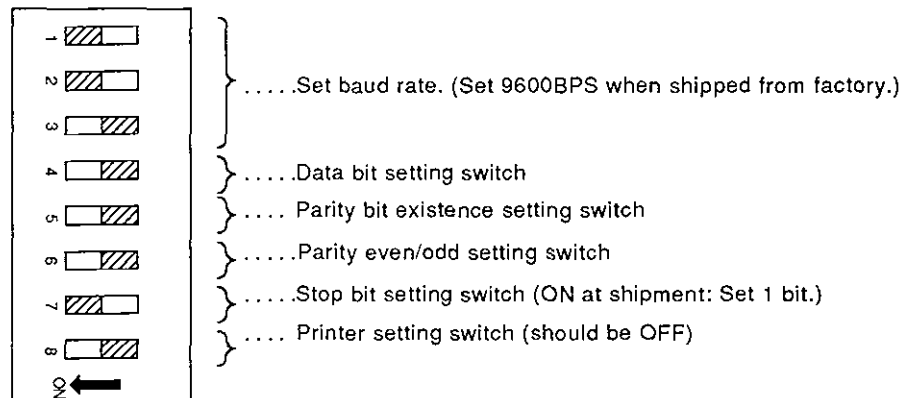 1
2
3
.....Set baud rate. (Set 9600BPS when shipped from factory.)
4
.....Data bit setting switch
5
.... Parity bit existence setting switch
6
.....Parity even/odd setting switch
7
.....Stop bit setting switch (ON at shipment: Set 1 bit.)
8
.... Printer setting switch (should be OFF)
ON